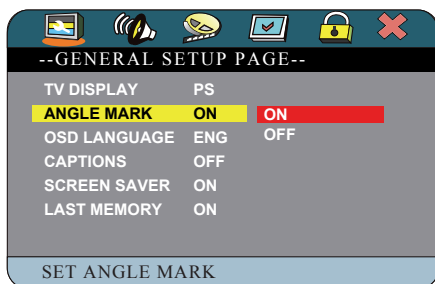 --GENERAL SETUP PAGE--
TV DISPLAY PS
ANGLE MARK ON ON
OSD LANGUAGE ENG OFF
CAPTIONS OFF
SCREEN SAVER ON
LAST MEMORY ON
SET ANGLE MARK